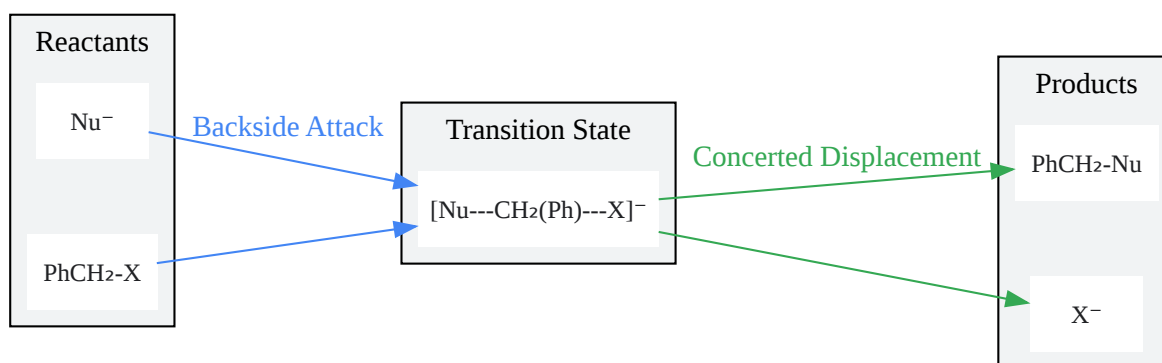 Reactants
Nu⁻
PhCH₂-X
Backside Attack
Transition State
[Nu---CH₂(Ph)---X]⁻
Concerted Displacement
Products
PhCH₂-Nu
X⁻